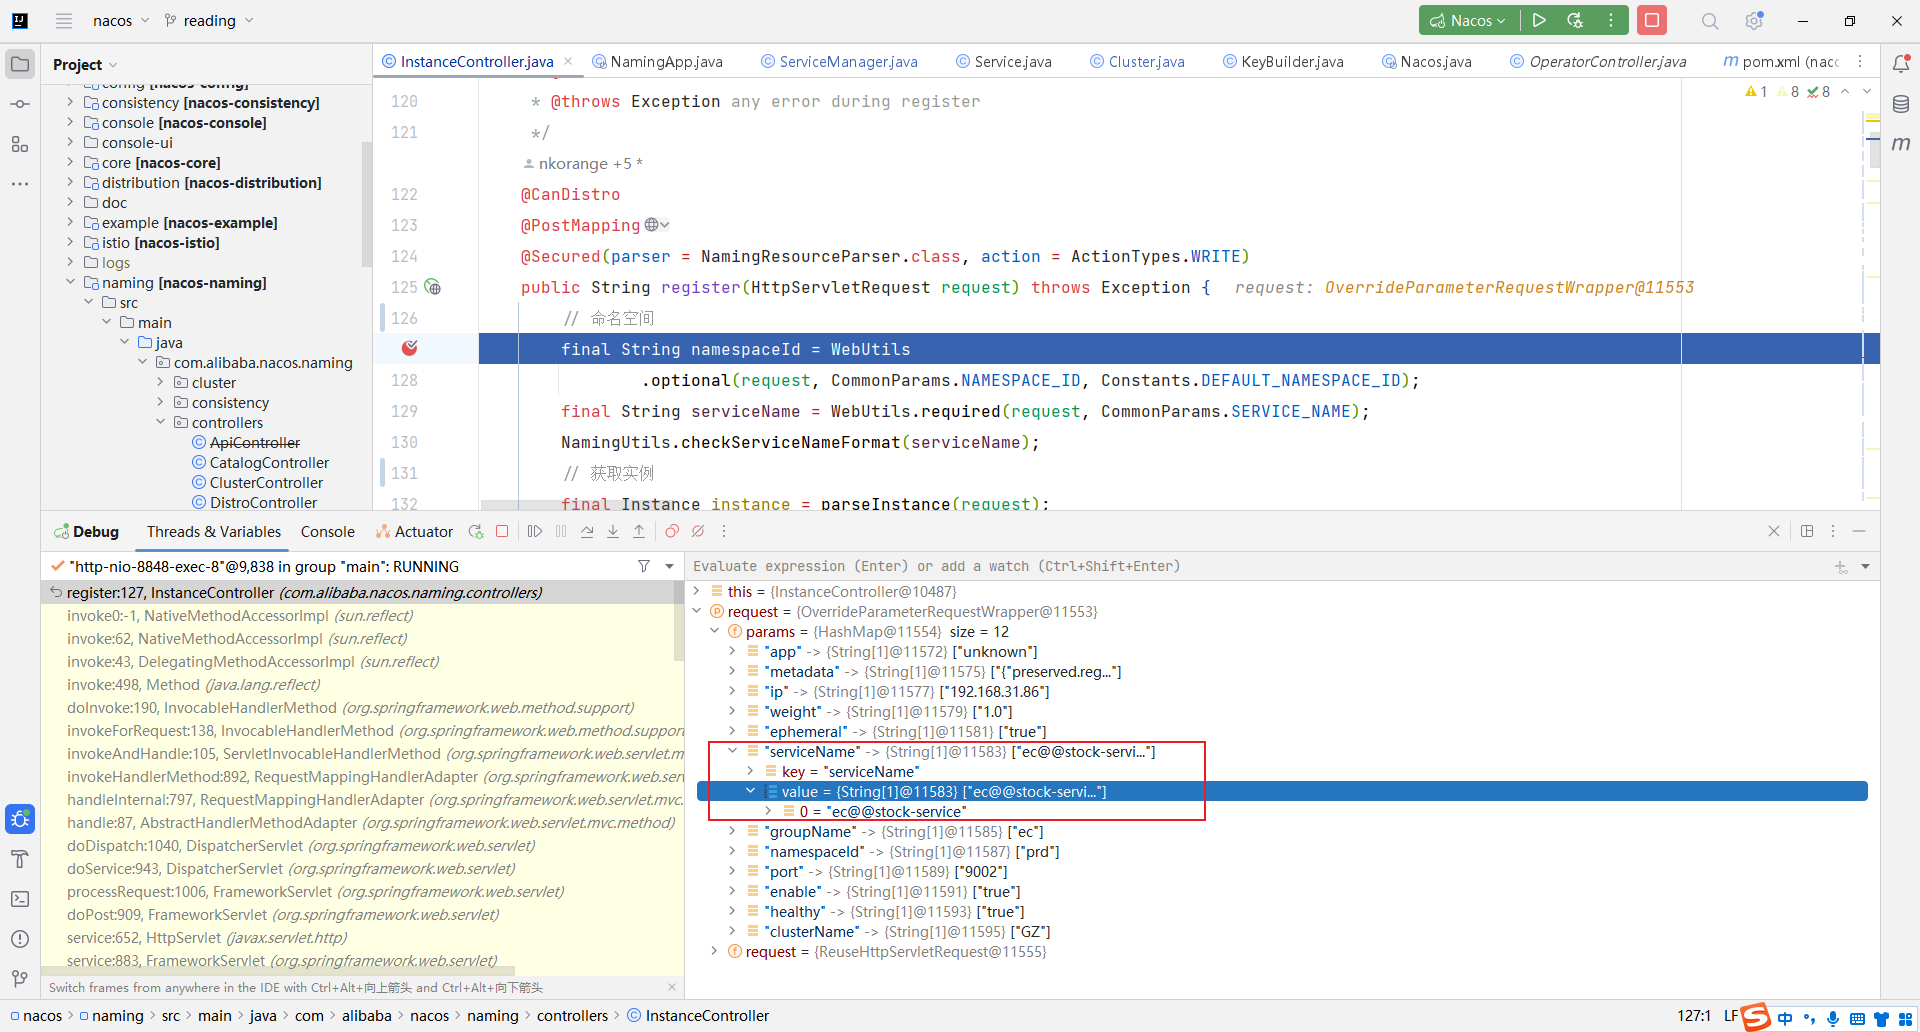 nacos
reading
Nacos
Project
InstanceController.java
NamingApp.java
ServiceManager.java
Service.java
Cluster.java
KeyBuilder.java
Nacos.java
OperatorController.java
pom.xml (nacc
config [nacos-config]
consistency [nacos-consistency]
console [nacos-console]
console-ui
core [nacos-core]
distribution [nacos-distribution]
doc
example [nacos-example]
istio [nacos-istio]
logs
naming [nacos-naming]
src
main
java
com.alibaba.nacos.naming
cluster
consistency
controllers
ApiController
CatalogController
ClusterController
DistroController
1 8 8
120 * @throws Exception any error during register
121 */
nkorange +5 *
122 @CanDistro
123 @PostMapping
124 @Secured(parser = NamingResourceParser.class, action = ActionTypes.WRITE)
125 public String register(HttpServletRequest request) throws Exception { request: OverrideParameterRequestWrapper@11553
126 // 命名空间
final String namespaceId = WebUtils
128 .optional(request, CommonParams.NAMESPACE_ID, Constants.DEFAULT_NAMESPACE_ID);
129 final String serviceName = WebUtils.required(request, CommonParams.SERVICE_NAME);
130 NamingUtils.checkServiceNameFormat(serviceName);
131 // 获取实例
132 final Instance instance = parseInstance(request);
Debug
Threads & Variables
Console
Actuator
"http-nio-8848-exec-8"@9,838 in group "main": RUNNING
register:127, InstanceController (com.alibaba.nacos.naming.controllers)
invoke0:-1, NativeMethodAccessorImpl (sun.reflect)
invoke:62, NativeMethodAccessorImpl (sun.reflect)
invoke:43, DelegatingMethodAccessorImpl (sun.reflect)
invoke:498, Method (java.lang.reflect)
doInvoke:190, InvocableHandlerMethod (org.springframework.web.method.support)
invokeForRequest:138, InvocableHandlerMethod (org.springframework.web.method.support
invokeAndHandle:105, ServletInvocableHandlerMethod (org.springframework.web.servlet.m
invokeHandlerMethod:892, RequestMappingHandlerAdapter (org.springframework.web.serv
handleInternal:797, RequestMappingHandlerAdapter (org.springframework.web.servlet.mvc.
handle:87, AbstractHandlerMethodAdapter (org.springframework.web.servlet.mvc.method)
doDispatch:1040, DispatcherServlet (org.springframework.web.servlet)
doService:943, DispatcherServlet (org.springframework.web.servlet)
processRequest:1006, FrameworkServlet (org.springframework.web.servlet)
doPost:909, FrameworkServlet (org.springframework.web.servlet)
service:652, HttpServlet (javax.servlet.http)
service:883, FrameworkServlet (org.springframework.web.servlet)
Switch frames from anywhere in the IDE with Ctrl+Alt+向上箭头 and Ctrl+Alt+向下箭头
Evaluate expression (Enter) or add a watch (Ctrl+Shift+Enter)
this = {InstanceController@10487}
request = {OverrideParameterRequestWrapper@11553}
params = {HashMap@11554} size = 12
"app" -> {String[1]@11572} ["unknown"]
"metadata" -> {String[1]@11575} ["{"preserved.reg..."]
"ip" -> {String[1]@11577} ["192.168.31.86"]
"weight" -> {String[1]@11579} ["1.0"]
"ephemeral" -> {String[1]@11581} ["true"]
"serviceName" -> {String[1]@11583} ["ec@@stock-servi..."]
key = "serviceName"
value = {String[1]@11583} ["ec@@stock-servi..."]
0 = "ec@@stock-service"
"groupName" -> {String[1]@11585} ["ec"]
"namespaceId" -> {String[1]@11587} ["prd"]
"port" -> {String[1]@11589} ["9002"]
"enable" -> {String[1]@11591} ["true"]
"healthy" -> {String[1]@11593} ["true"]
"clusterName" -> {String[1]@11595} ["GZ"]
request = {ReuseHttpServletRequest@11555}
nacos > naming > src > main > java > com > alibaba > nacos > naming > controllers > InstanceController
127:1 LF
中